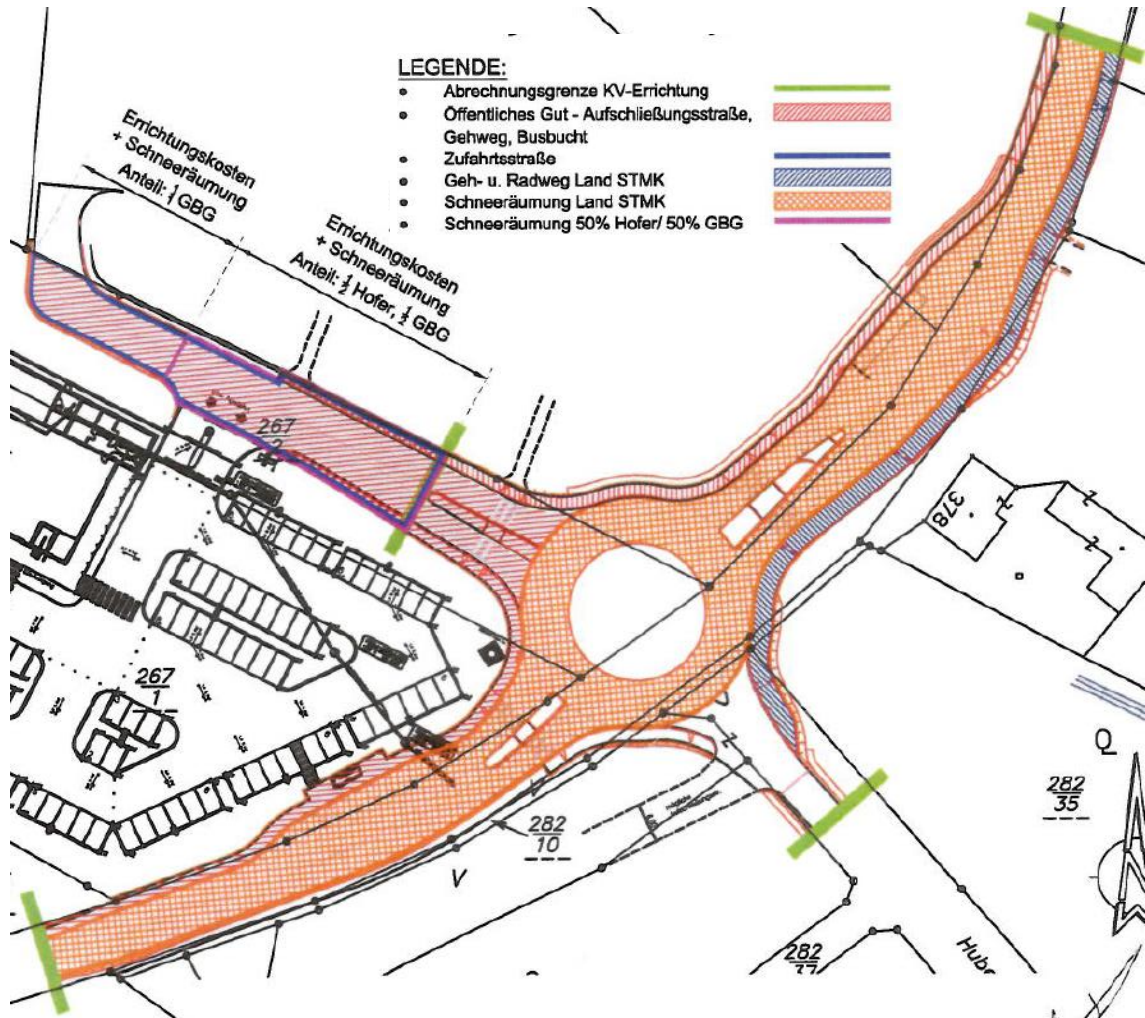 LEGENDE:
• Abrechnungsgrenze KV-Errichtung
• Öffentliches Gut - Aufschließungsstraße,
Gehweg, Busbucht
• Zufahrtsstraße
• Geh- u. Radweg Land STMK
• Schneeräumung Land STMK
• Schneeräumung 50% Hofer/ 50% GBG
Errichtungskosten
+ Schneeräumung
Anteil: 1/1 GBG
Errichtungskosten
+ Schneeräumung
Anteil: 1/2 Hofer, 1/2 GBG
267
2
378
z
z
z
267
1
Q
282
35
z
282
10
V
282
37